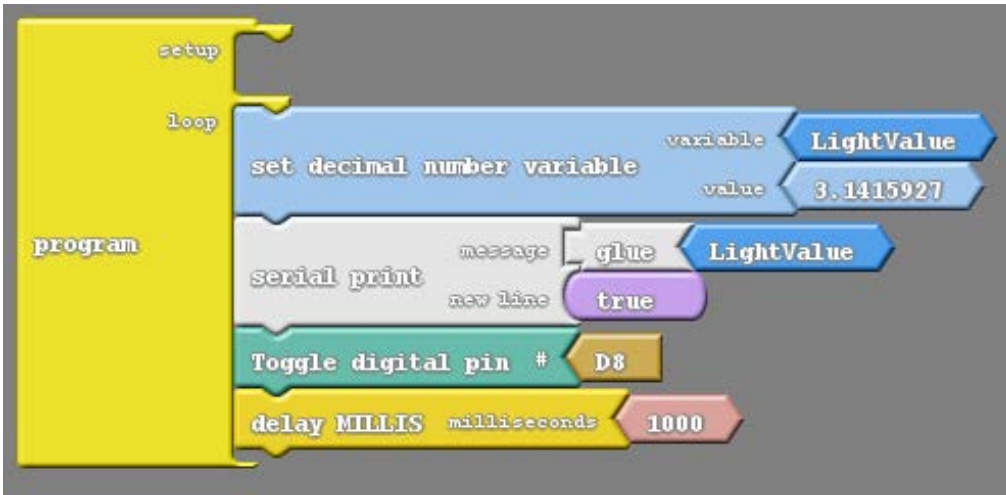 setup
loop
set decimal number variable variable LightValue
value 3.1415927
program
serial print message glue LightValue
new line true
Toggle digital pin # D8
delay MILLIS milliseconds 1000